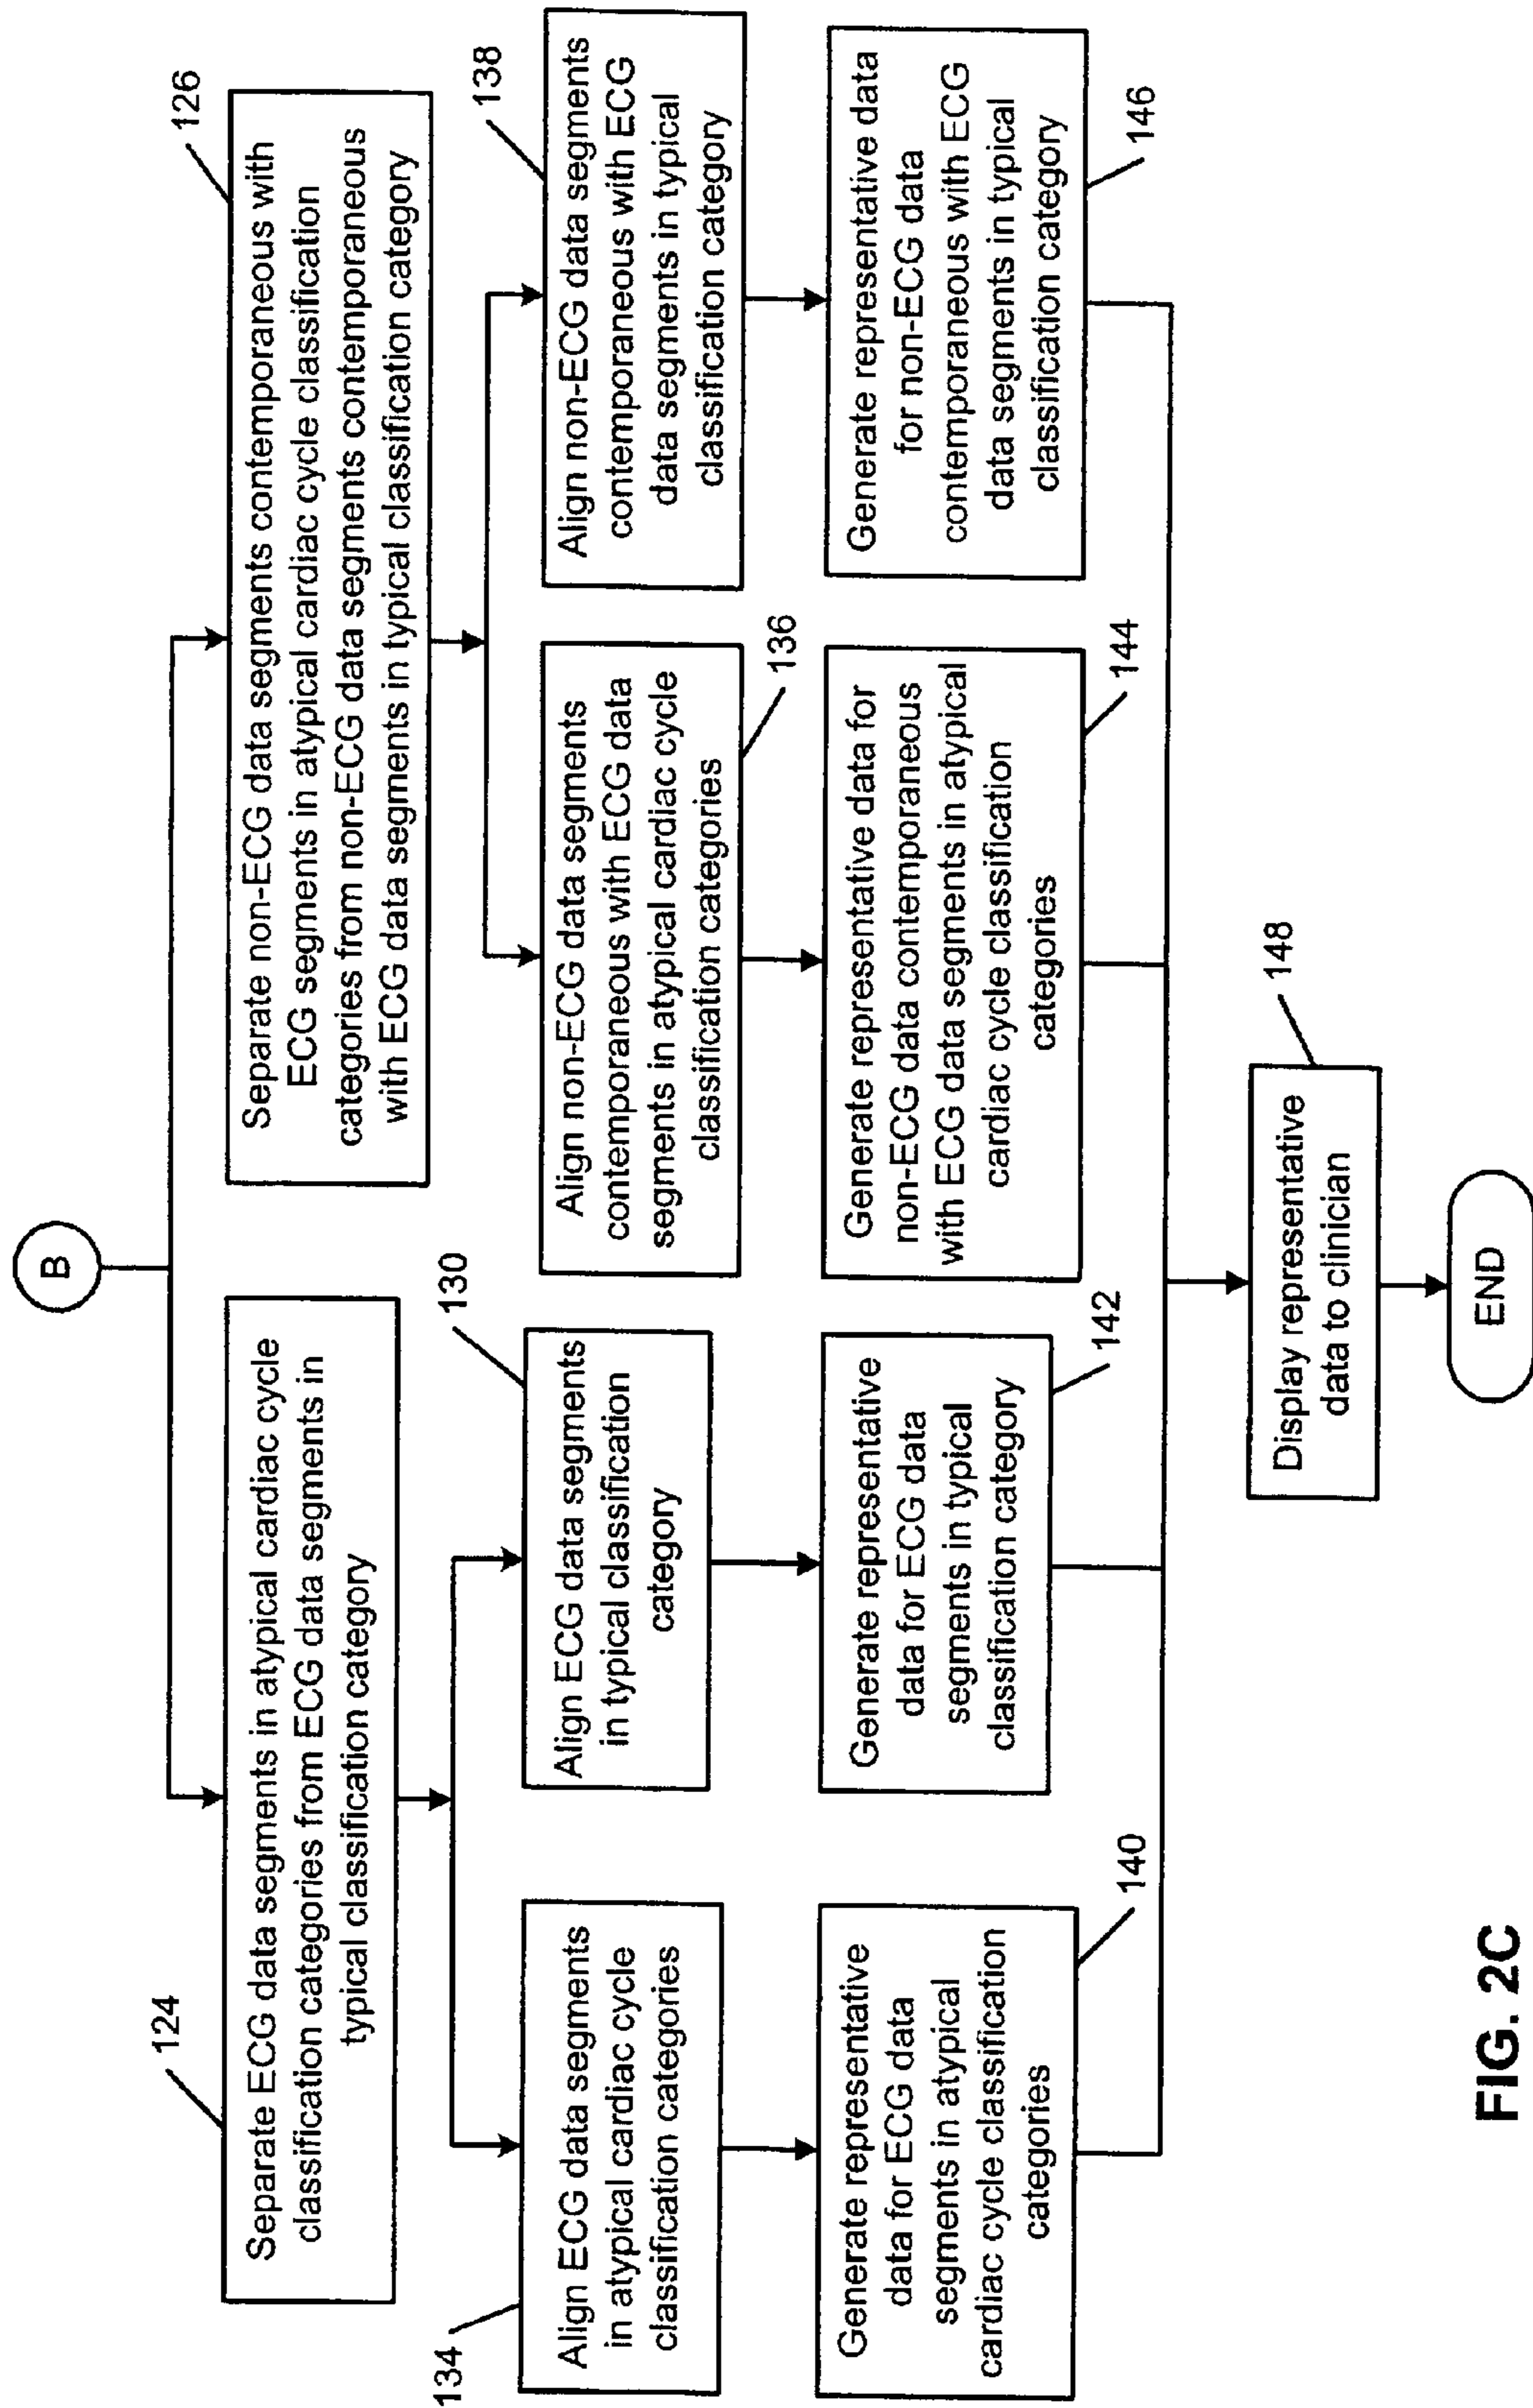 B
124
Separate ECG data segments in atypical cardiac cycle
classification categories from ECG data segments in
typical classification category
126
Separate non-ECG data segments contemporaneous with
ECG segments in atypical cardiac cycle classification
categories from non-ECG data segments contemporaneous
with ECG data segments in typical classification category
134
Align ECG data segments
in atypical cardiac cycle
classification categories
130
Align ECG data segments
in typical classification
category
Align non-ECG data segments
contemporaneous with ECG data
segments in atypical cardiac cycle
classification categories
136
138
Align non-ECG data segments
contemporaneous with ECG
data segments in typical
classification category
Generate representative
data for ECG data
segments in atypical
cardiac cycle classification
categories
140
Generate representative
data for ECG data
segments in typical
classification category
142
Generate representative data for
non-ECG data contemporaneous
with ECG data segments in atypical
cardiac cycle classification
categories
144
Generate representative data
for non-ECG data
contemporaneous with ECG
data segments in typical
classification category
146
148
Display representative
data to clinician
END
FIG. 2C